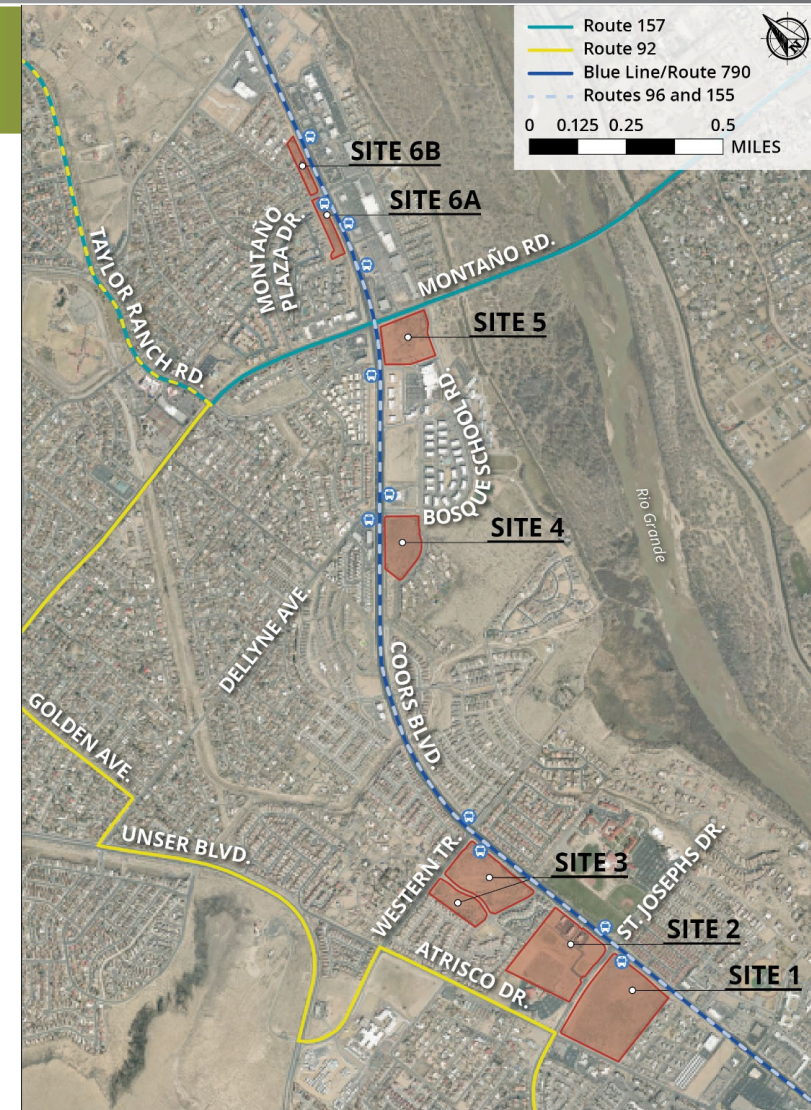 Route 157
Route 92
Blue Line/Route 790
Routes 96 and 155
0 0.125 0.25 0.5
MILES
SITE 6B
SITE 6A
MONTAÑO
PLAZA DR.
MONTAÑO RD.
TAYLOR RANCH RD.
SITE 5
BOSQUE SCHOOL RD.
SITE 4
Rio Grande
DELLYNE AVE.
COORS BLVD.
GOLDEN AVE.
UNSER BLVD.
WESTERN TR.
SITE 3
ST. JOSEPHS DR.
SITE 2
ATRISCO DR.
SITE 1